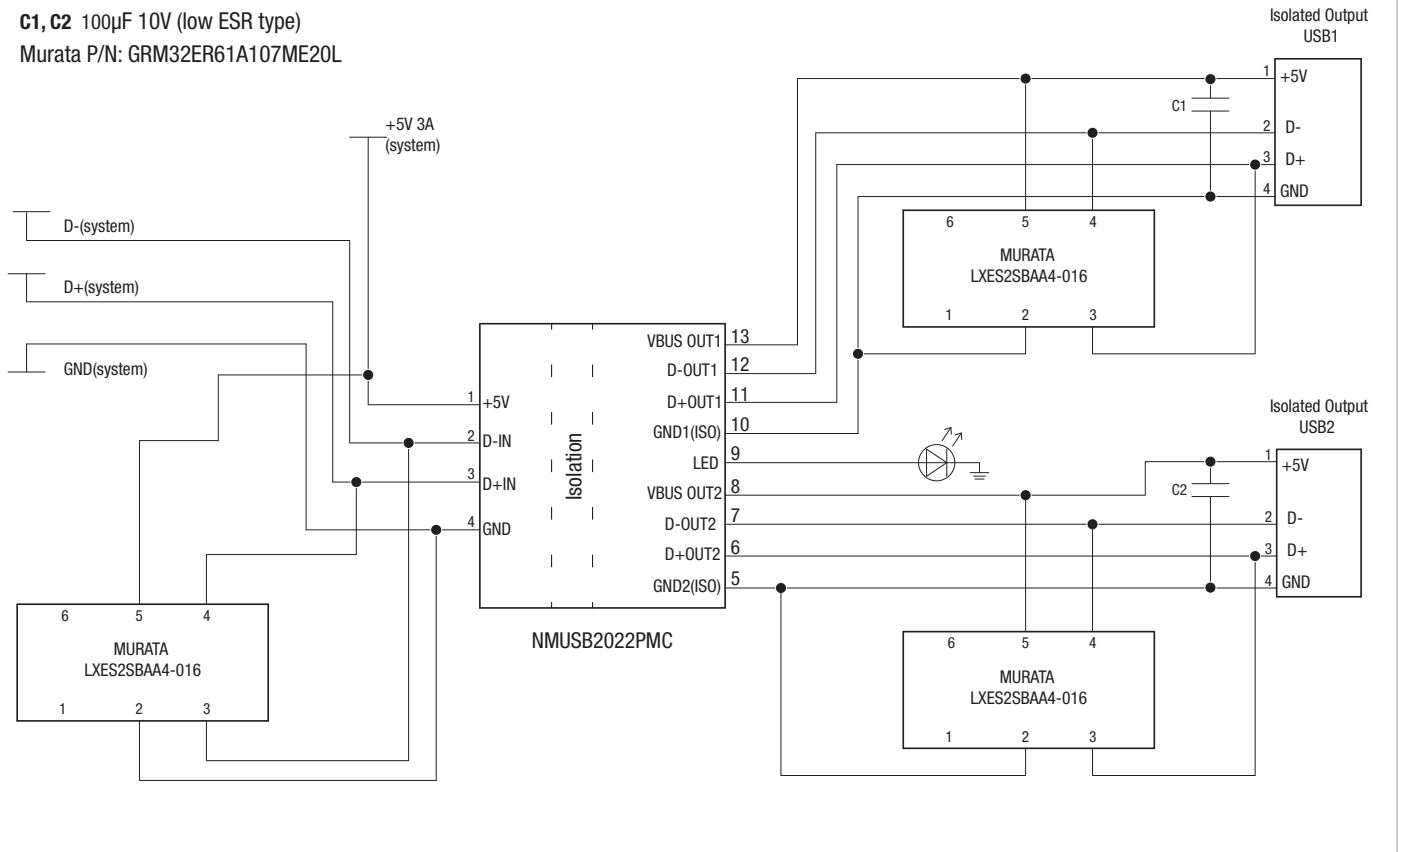 C1, C2 100µF 10V (low ESR type)
Murata P/N: GRM32ER61A107ME20L
Isolated Output
USB1
1 +5V
C1
2 D-
3 D+
4 GND
+5V 3A
(system)
D-(system)
D+(system)
GND(system)
6 5 4
MURATA
LXES2SBAA4-016
1 2 3
1 +5V
2 D-IN
3 D+IN
4 GND
Isolation
VBUS OUT1 13
D-OUT1 12
D+OUT1 11
GND1(ISO) 10
LED 9
VBUS OUT2 8
D-OUT2 7
D+OUT2 6
GND2(ISO) 5
NMUSB2022PMC
Isolated Output
USB2
1 +5V
C2
2 D-
3 D+
4 GND
6 5 4
MURATA
LXES2SBAA4-016
1 2 3
6 5 4
MURATA
LXES2SBAA4-016
1 2 3